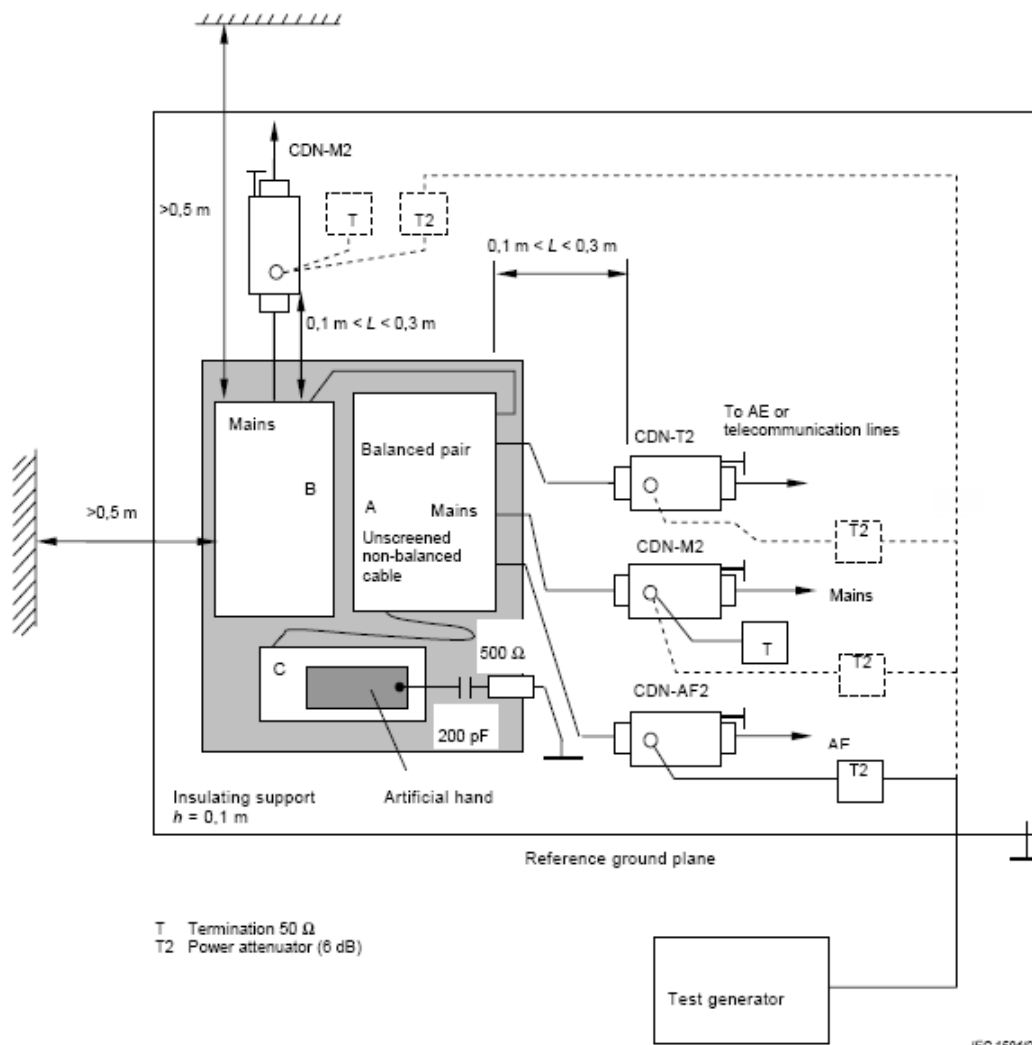 CDN-M2
>0,5 m
T
T2
0,1 m < L < 0,3 m
0,1 m < L < 0,3 m
To AE or
telecommunication lines
CDN-T2
Mains
Balanced pair
B
A
Mains
>0,5 m
Unscreened
non-balanced
cable
T2
CDN-M2
Mains
T
T2
500 Ω
C
CDN-AF2
200 pF
T2
Insulating support
h = 0,1 m
Artificial hand
Reference ground plane
T Termination 50 Ω
T2 Power attenuator (6 dB)
Test generator
IEC